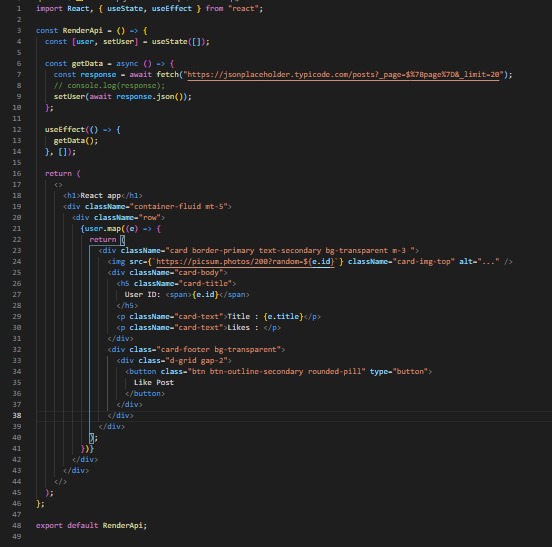 1 import React, { useState, useEffect } from "react";
2
3 const RenderApi = () => {
4 const [user, setUser] = useState([]);
5
6 const getData = async () => {
7 const response = await fetch("https://jsonplaceholder.typicode.com/posts?_page=$%7Bpage%7D&_limit=20");
8 // console.log(response);
9 setUser(await response.json());
10 };
11
12 useEffect(() => {
13 getData();
14 }, []);
15
16 return (
17 <>
18 <h1>React app</h1>
19 <div className="container-fluid mt-5">
20 <div className="row">
21 {user.map((e) => {
22 return (
23 <div className="card border-primary text-secondary bg-transparent m-3 ">
24 <img src={`https://picsum.photos/200?random=${e.id}`} className="card-img-top" alt="..." />
25 <div className="card-body">
26 <h5 className="card-title">
27 User ID: <span>{e.id}</span>
28 </h5>
29 <p className="card-text">Title : {e.title}</p>
30 <p className="card-text">Likes : </p>
31 </div>
32 <div class="card-footer bg-transparent">
33 <div class="d-grid gap-2">
34 <button class="btn btn-outline-secondary rounded-pill" type="button">
35 Like Post
36 </button>
37 </div>
38 </div>
39 </div>
40 );
41 })}
42 </div>
43 </div>
44 </>
45 );
46 };
47
48 export default RenderApi;
49